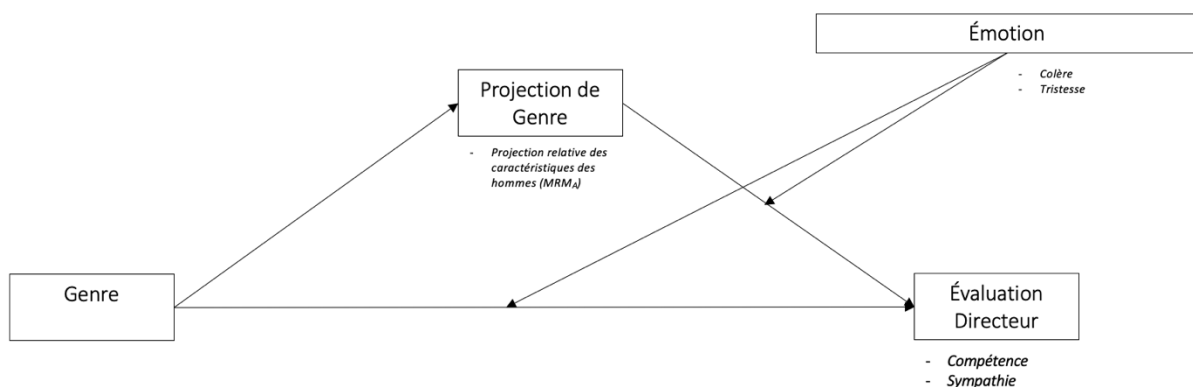 Émotion
- Colère
- Tristesse
Projection de
Genre
- Projection relative des
caractéristiques des
hommes (MRMA)
Genre
Évaluation
Directeur
- Compétence
- Sympathie